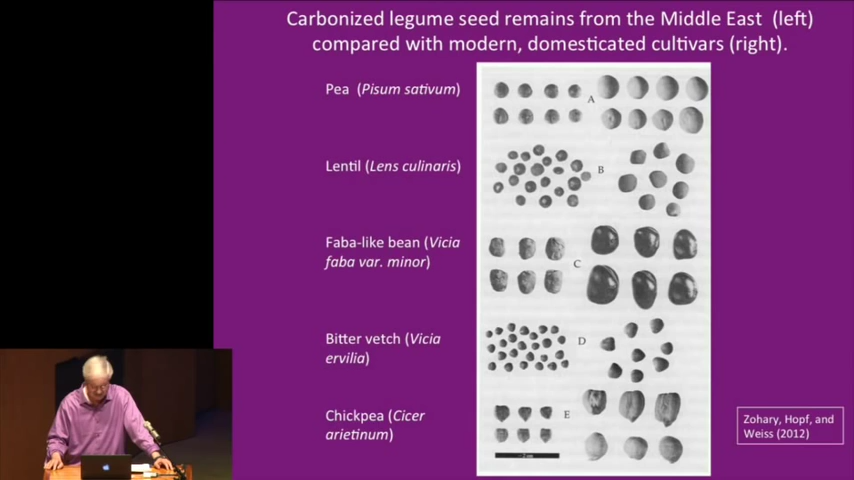 Carbonized legume seed remains from the Middle East (left)
compared with modern, domesticated cultivars (right).
Pea (Pisum sativum)
A
Lentil (Lens culinaris)
B
Faba-like bean (Vicia
faba var. minor)
C
Bitter vetch (Vicia
ervilia)
D
Chickpea (Cicer
arietinum)
E
2 cm
Zohary, Hopf, and
Weiss (2012)